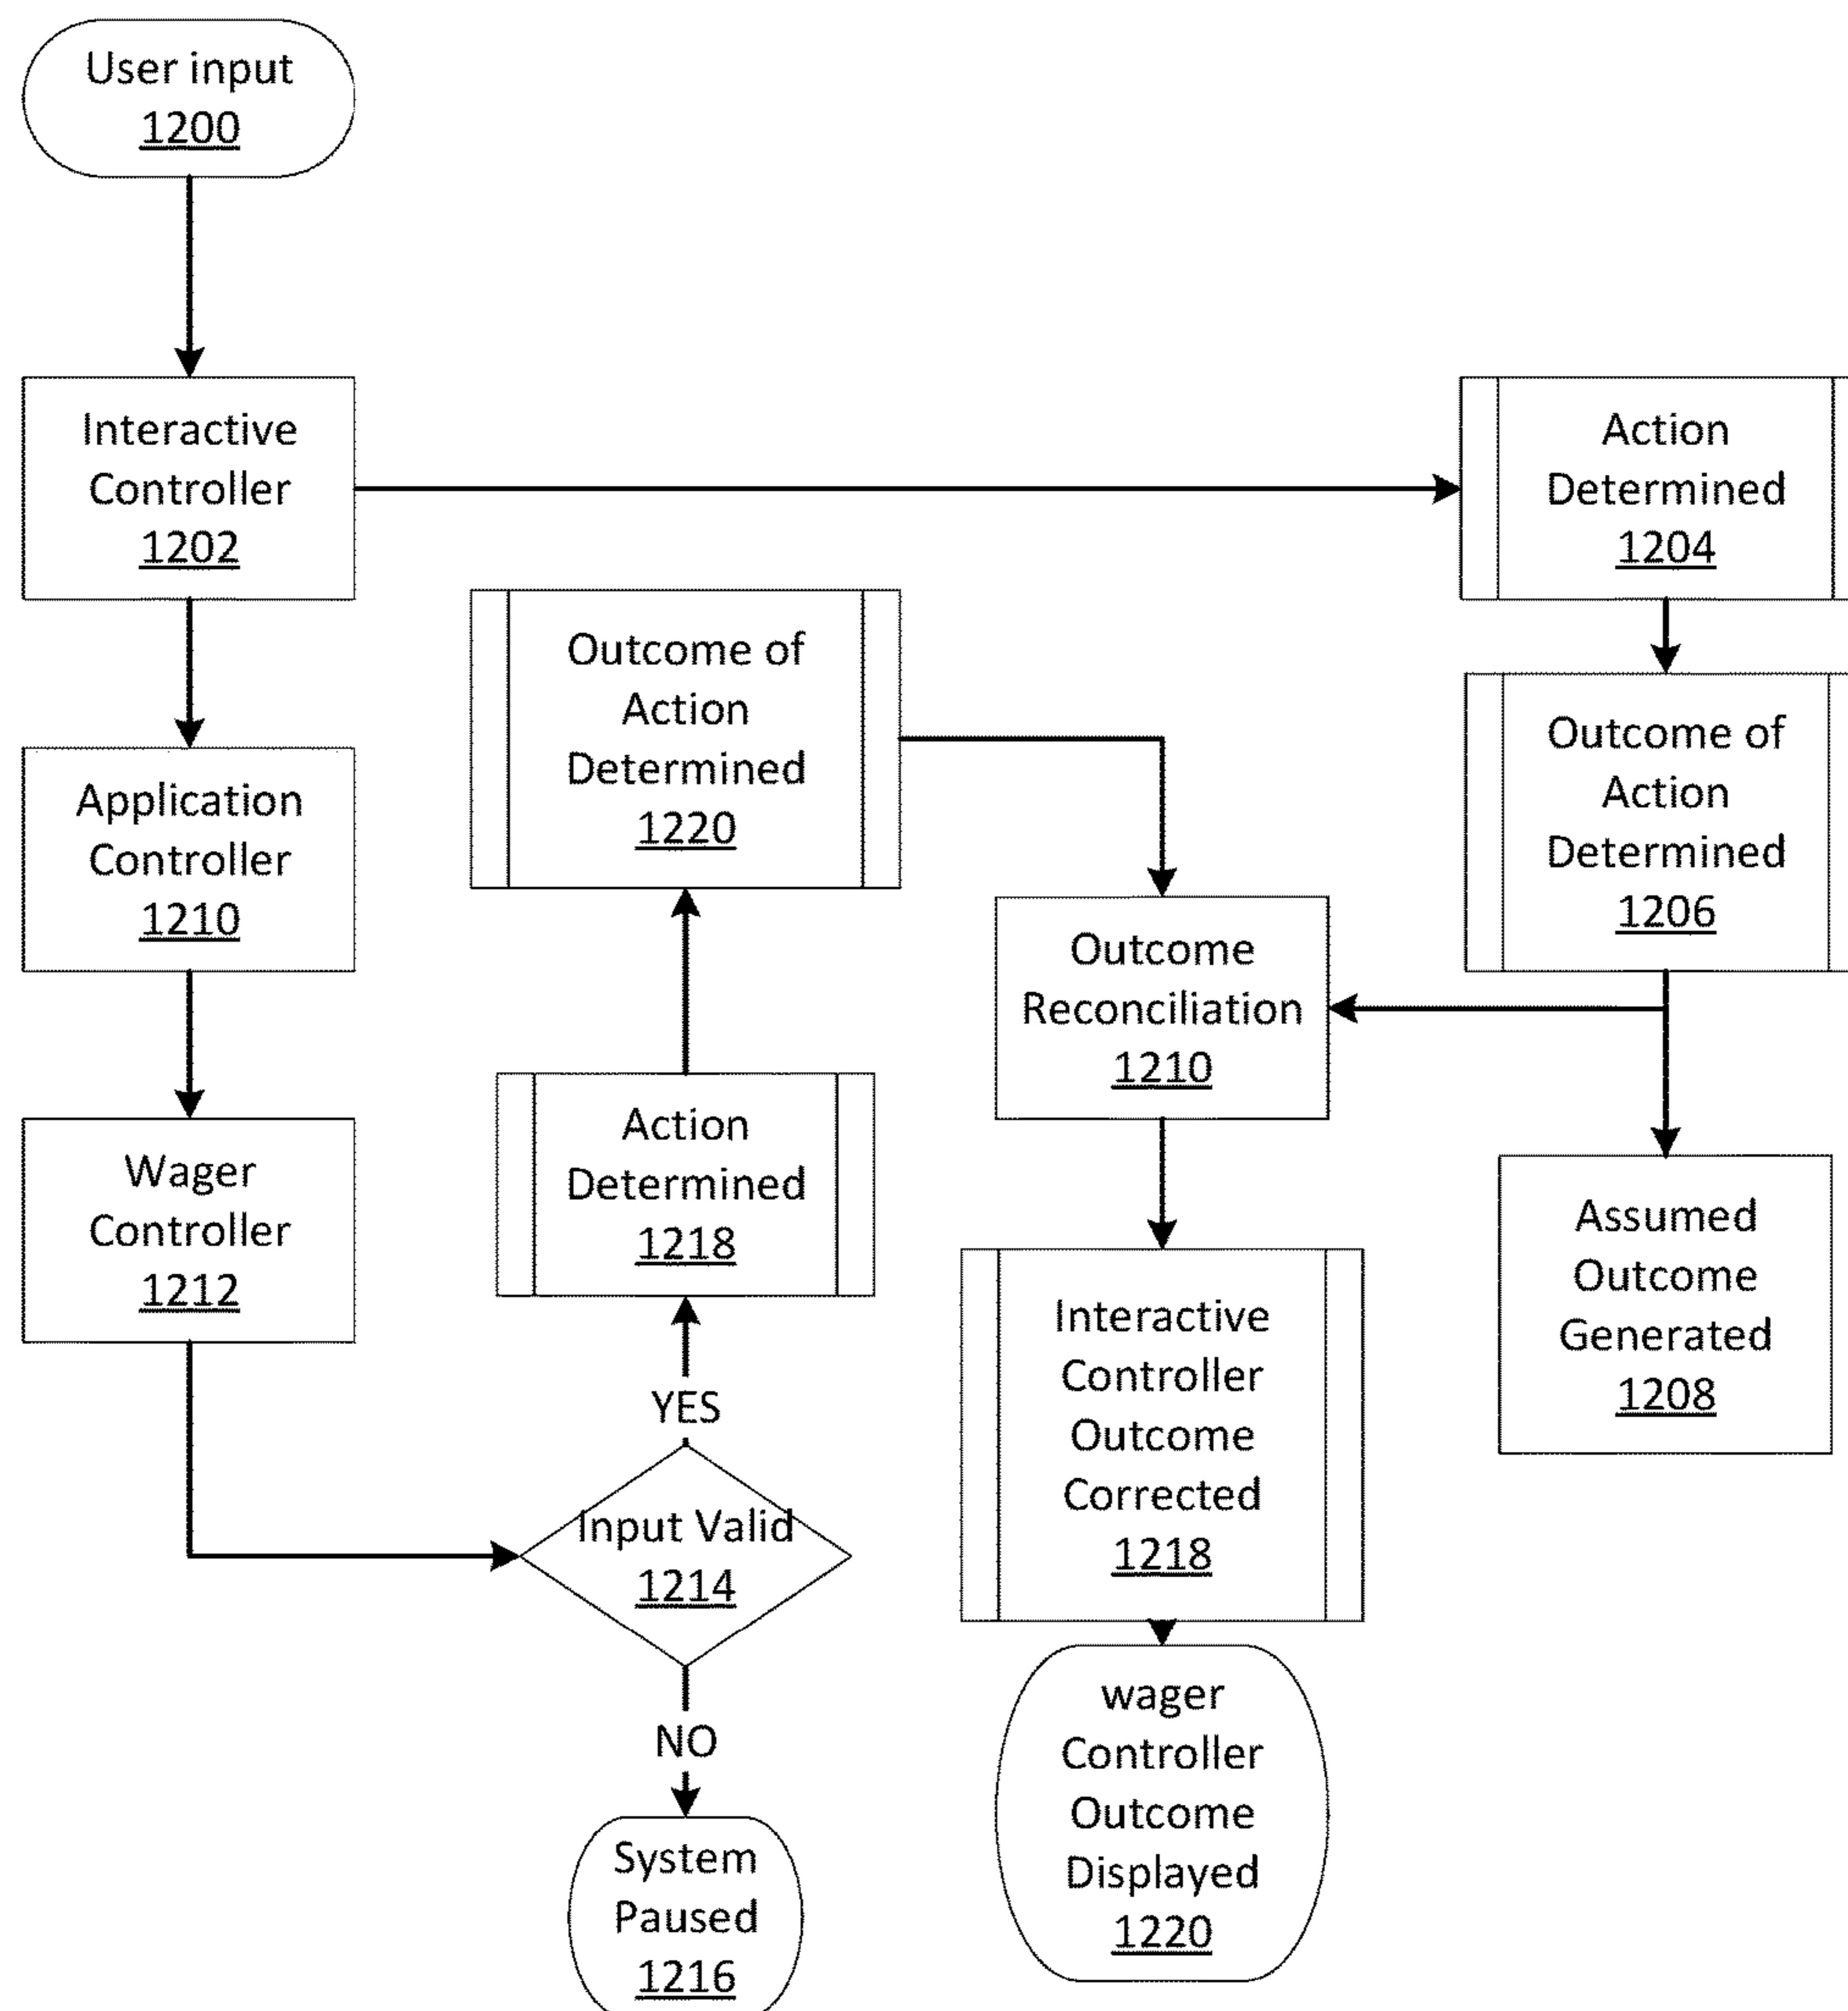 User input
1200
Interactive
Controller
1202
Action
Determined
1204
Outcome of
Action
Determined
1220
Outcome of
Action
Determined
1206
Application
Controller
1210
Outcome
Reconciliation
1210
Action
Determined
1218
Wager
Controller
1212
Assumed
Outcome
Generated
1208
Interactive
Controller
Outcome
Corrected
1218
YES
Input Valid
1214
NO
wager
Controller
Outcome
Displayed
1220
System
Paused
1216